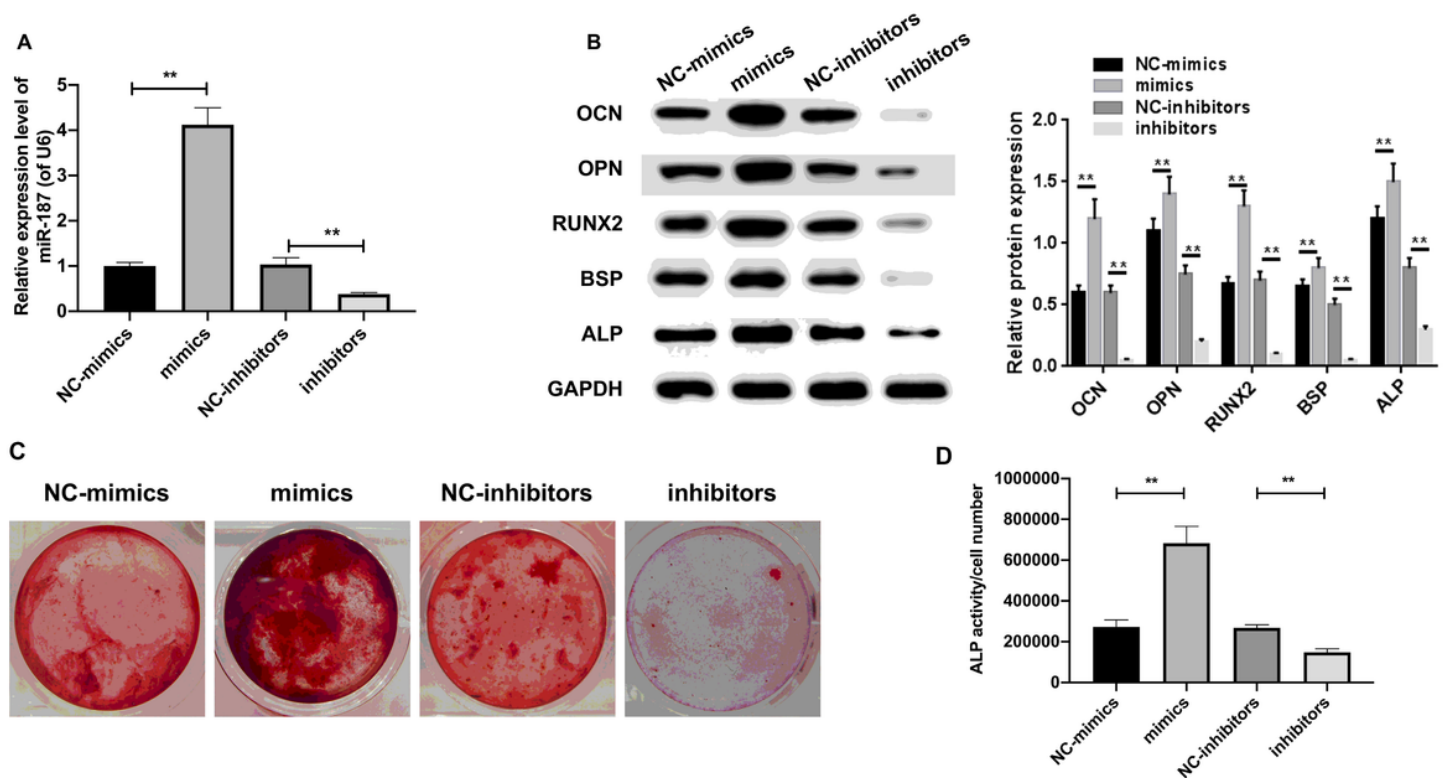 A
Relative expression level of
miR-187 (of U6)
5
4
3
2
1
0
**
**
NC-mimics
mimics
NC-inhibitors
inhibitors
B
NC-mimics
mimics
NC-inhibitors
inhibitors
OCN
OPN
RUNX2
BSP
ALP
GAPDH
NC-mimics
mimics
NC-inhibitors
inhibitors
Relative protein expression
2.0
1.5
1.0
0.5
0.0
**
**
**
**
**
**
**
**
**
**
OCN
OPN
RUNX2
BSP
ALP
C
NC-mimics
mimics
NC-inhibitors
inhibitors
D
ALP activity/cell number
1000000
800000
600000
400000
200000
0
**
**
NC-mimics
mimics
NC-inhibitors
inhibitors